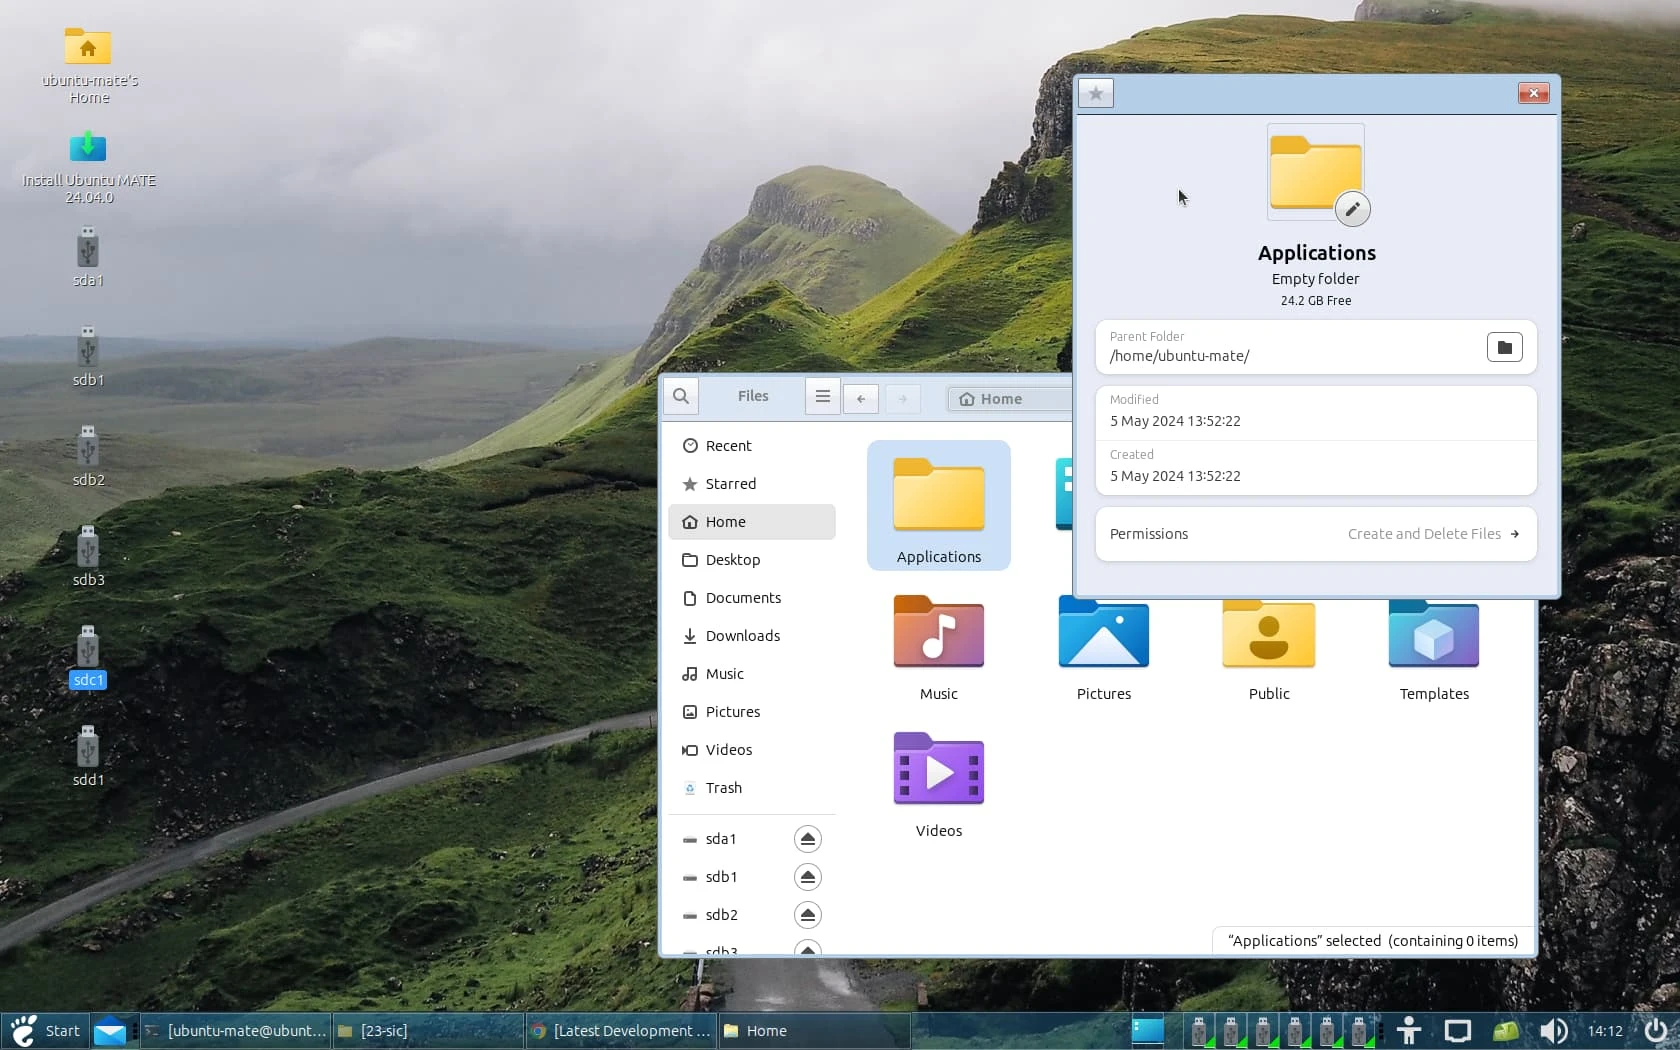 ubuntu-mate's
Home
Install Ubuntu MATE
24.04.0
sda1
sdb1
sdb2
sdb3
sdc1
sdd1
Applications
Empty folder
24.2 GB Free
Parent Folder
/home/ubuntu-mate/
Modified
5 May 2024 13:52:22
Created
5 May 2024 13:52:22
Permissions
Create and Delete Files
Files
Home
Recent
Starred
Home
Desktop
Documents
Downloads
Music
Pictures
Videos
Trash
sda1
sdb1
sdb2
sdb3
Applications
Music
Pictures
Public
Templates
Videos
“Applications” selected (containing 0 items)
Start
[ubuntu-mate@ubunt...
[23-sic]
[Latest Development ...
Home
14:12